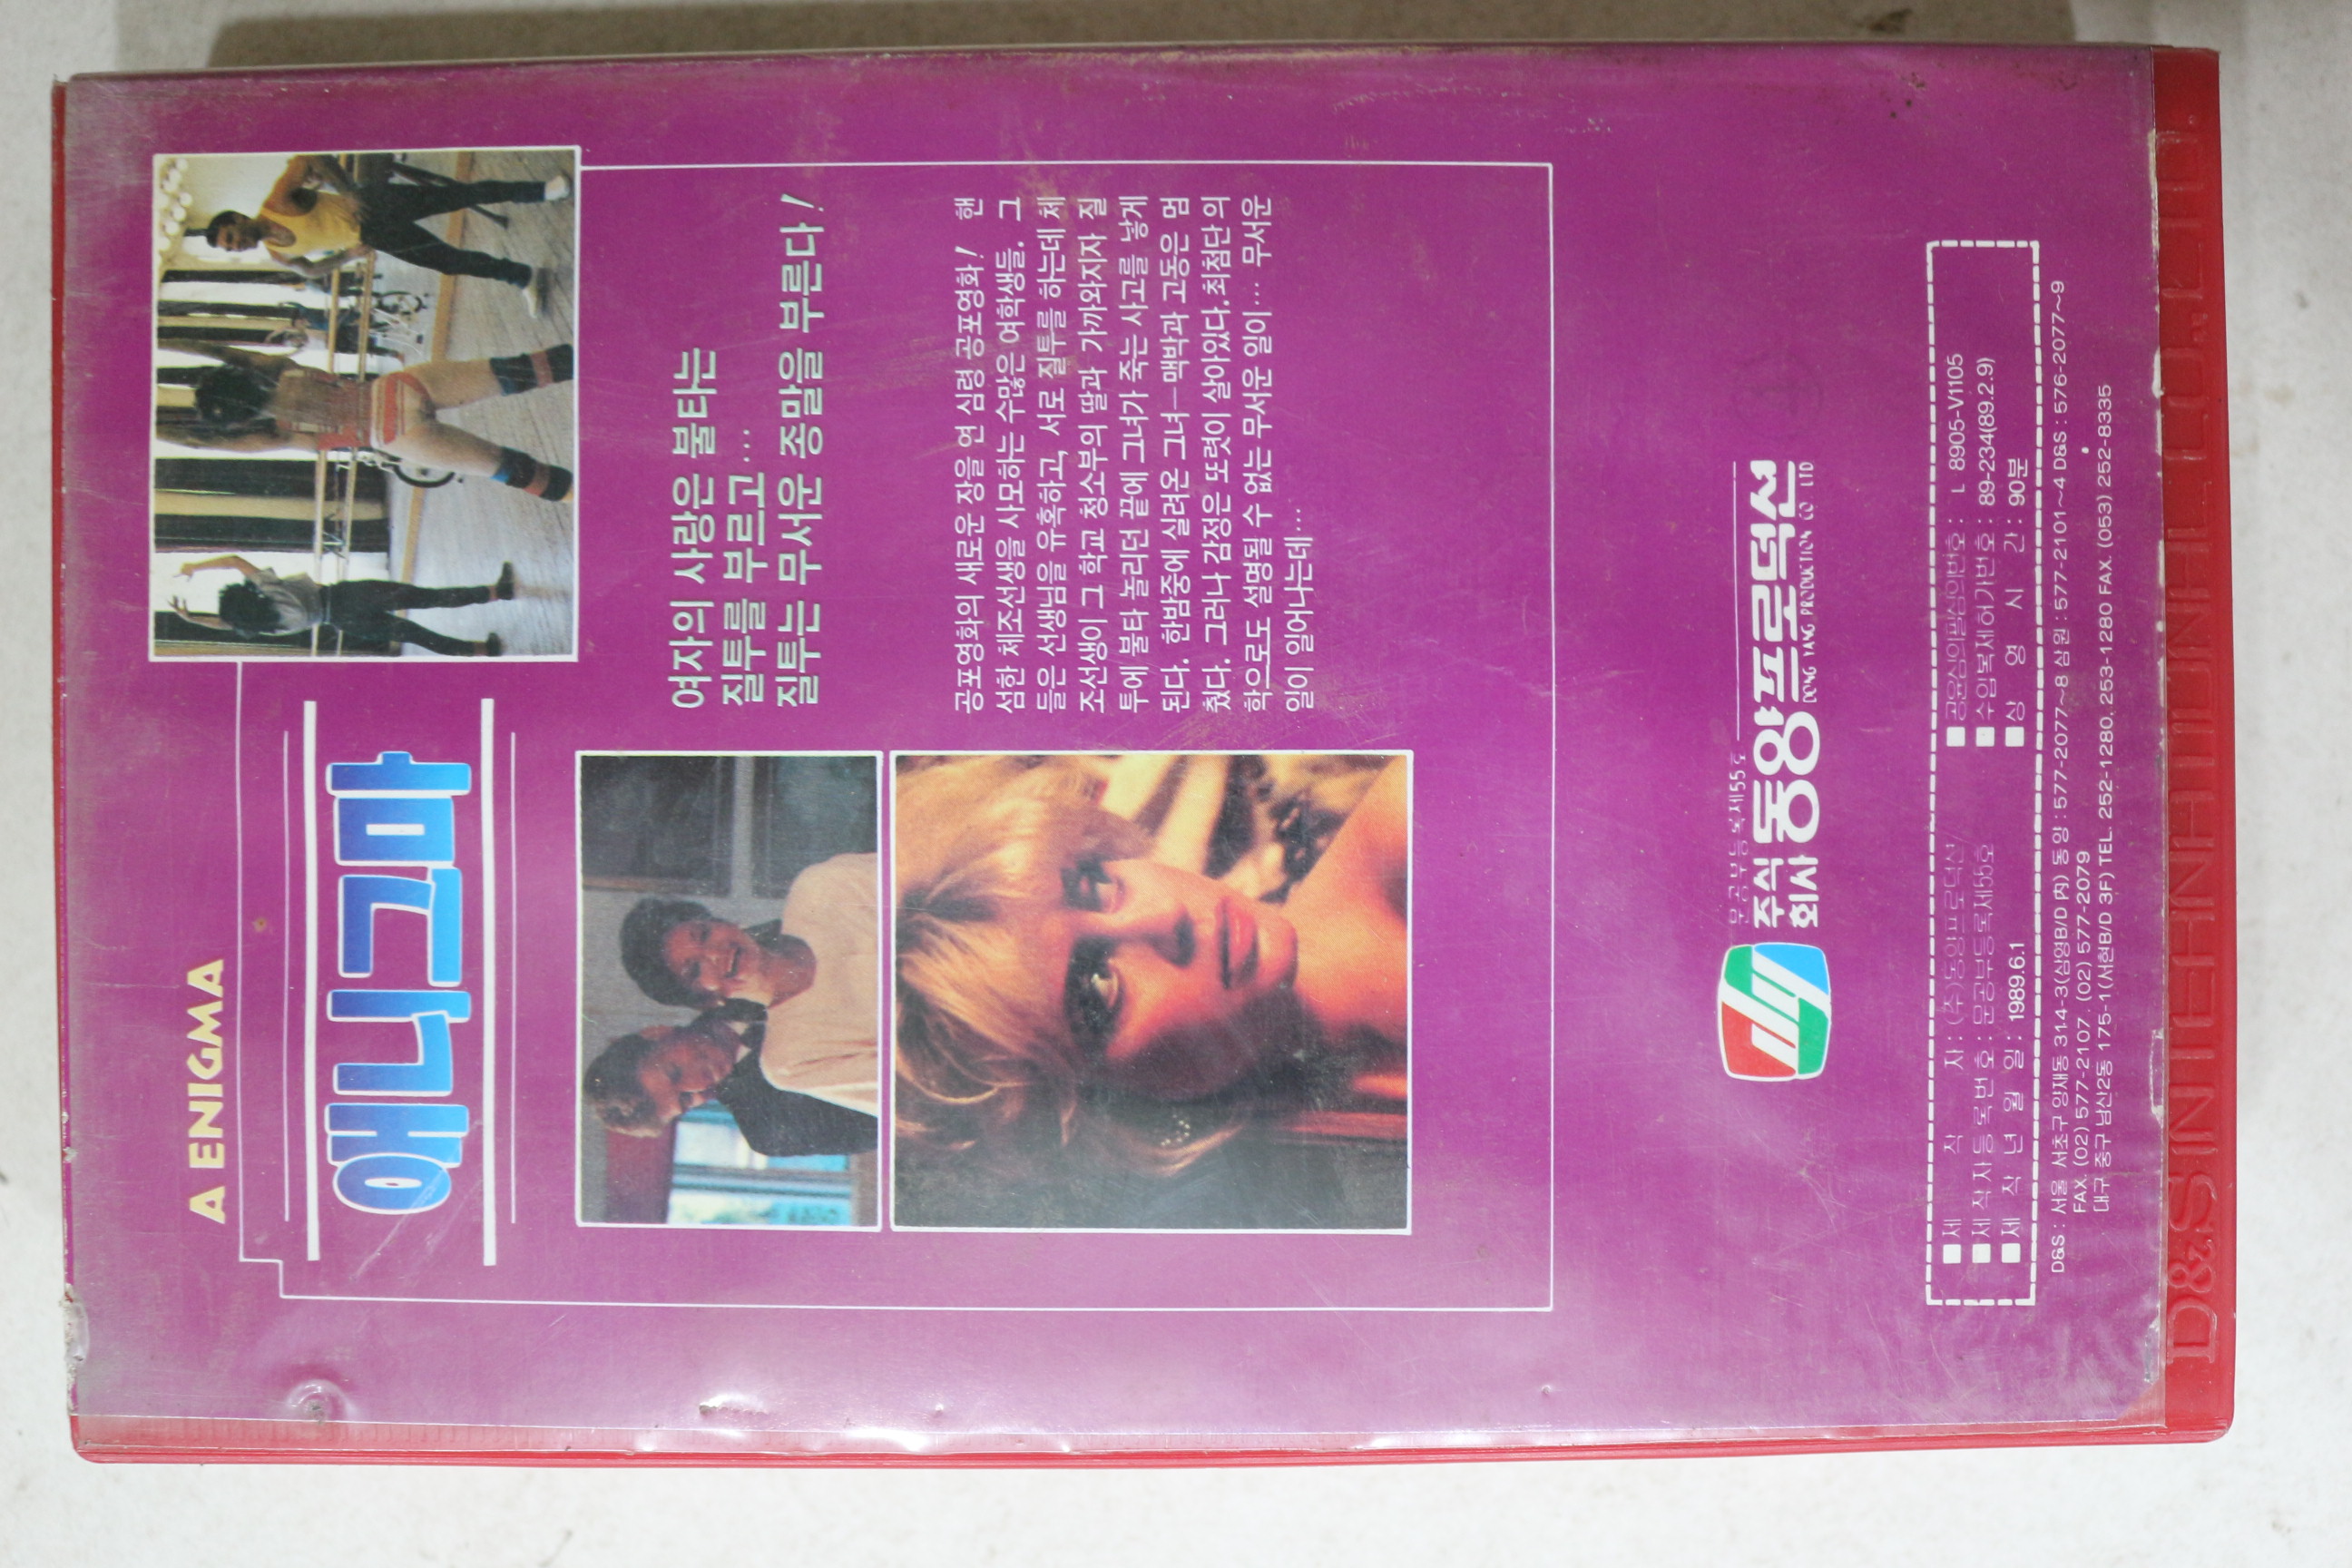 A ENIGMA
에니그마
여자의 사랑은 불타는
질투를 부르고…
질투는 무서운 종말을 부른다!
공포영화의 새로운 장을 연 심령 공포영화! 핸
섬한 체조선생을 사모하는 수많은 여학생들. 그
들은 선생님을 유혹하고, 서로 질투를 하는데 체
조선생이 그 학교 청소부의 딸과 가까와지자 질
투에 불타 놀리던 끝에 그녀가 죽는 사고를 낳게
된다. 한밤중에 실려온 그녀—맥박과 고동은 멈
췄다. 그러나 감정은 또렷이 살아있다. 최첨단 의
학으로도 설명될 수 없는 무서운 일이… 무서운
일이 일어나는데…
문공부등록제55호
주식회사 동양프로덕션
DONG YANG PRODUCTION CO LTD
■제 작 사 : (주)동양프로덕션/ ■공윤심의필심의번호 : L 8905-V1105
■제작자등록번호 : 문공부등록제55호 ■수입복제허가번호 : 89-234(89.2.9)
■제 작 년 월 일 : 1989.6.1 ■상 영 시 간 : 90분
D&S : 서울 서초구 양재동 314-3(삼영B/D 內) 동양 : 577-2077~8 삼원 : 577-2101~4 D&S : 576-2077~9
FAX. (02) 577-2107. (02) 577-2079
대구 중구 남산2동 175-1(서현B/D 3F) TEL. 252-1280, 253-1280 FAX. (053) 252-8335
D&S INTERNATIONAL CO., LTD.